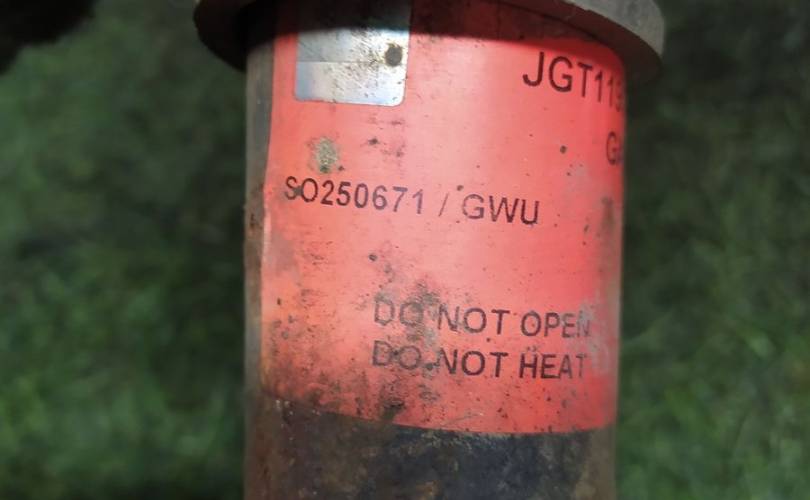 SO250671 / GWU
DO NOT OPEN
DO NOT HEAT